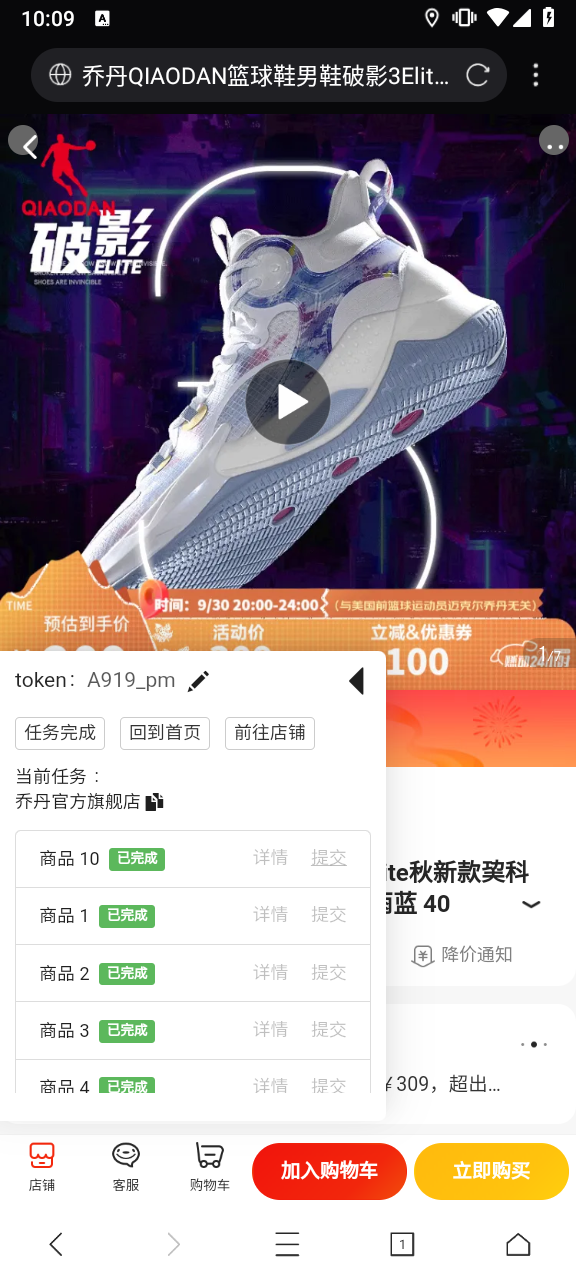 10:09
A
乔丹QIAODAN篮球鞋男鞋破影3Elit...
QIAODAN
破影
ELITE
SHOES ARE INVINCIBLE
TIME
时间：9/30 20:00-24:00
（与美国前篮球运动员迈克尔乔丹无关）
预估到手价
活动价
立减&优惠券
100
1/7
token： A919_pm
任务完成
回到首页
前往店铺
当前任务：
乔丹官方旗舰店
商品 10 已完成 详情 提交
商品 1 已完成 详情 提交
商品 2 已完成 详情 提交
商品 3 已完成 详情 提交
商品 4 已完成 详情 提交
ite秋新款巭科
蓝 40
降价通知
￥309，超出...
店铺
客服
购物车
加入购物车
立即购买
1